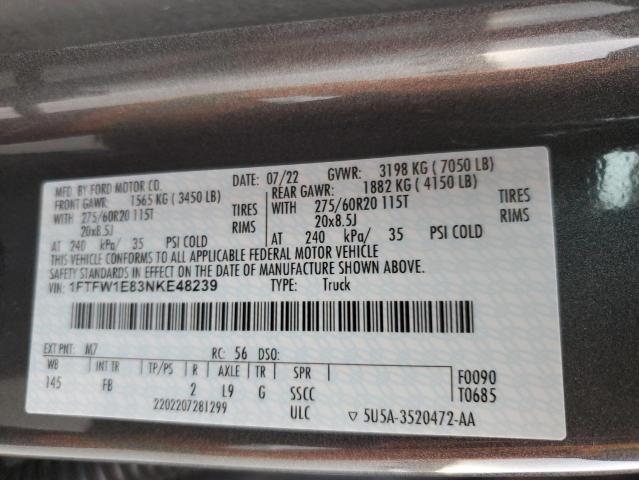 MFD. BY FORD MOTOR CO.
DATE: 07/22 GVWR: 3198 KG ( 7050 LB)
FRONT GAWR: 1565 KG ( 3450 LB)
REAR GAWR: 1882 KG ( 4150 LB)
WITH 275/60R20 115T TIRES
WITH 275/60R20 115T TIRES
20x8.5J RIMS
20x8.5J RIMS
AT 240 kPa/ 35 PSI COLD
AT 240 kPa/ 35 PSI COLD
THIS VEHICLE CONFORMS TO ALL APPLICABLE FEDERAL MOTOR VEHICLE
SAFETY STANDARDS IN EFFECT ON THE DATE OF MANUFACTURE SHOWN ABOVE.
VIN: 1FTFW1E83NKE48239 TYPE: Truck
EXT PNT: M7 RC: 56 DSO:
WB INT TR TP/PS R AXLE TR SPR F0090
145 FB 2 L9 G SSCC T0685
2202207281299 ULC ▽ 5U5A-3520472-AA